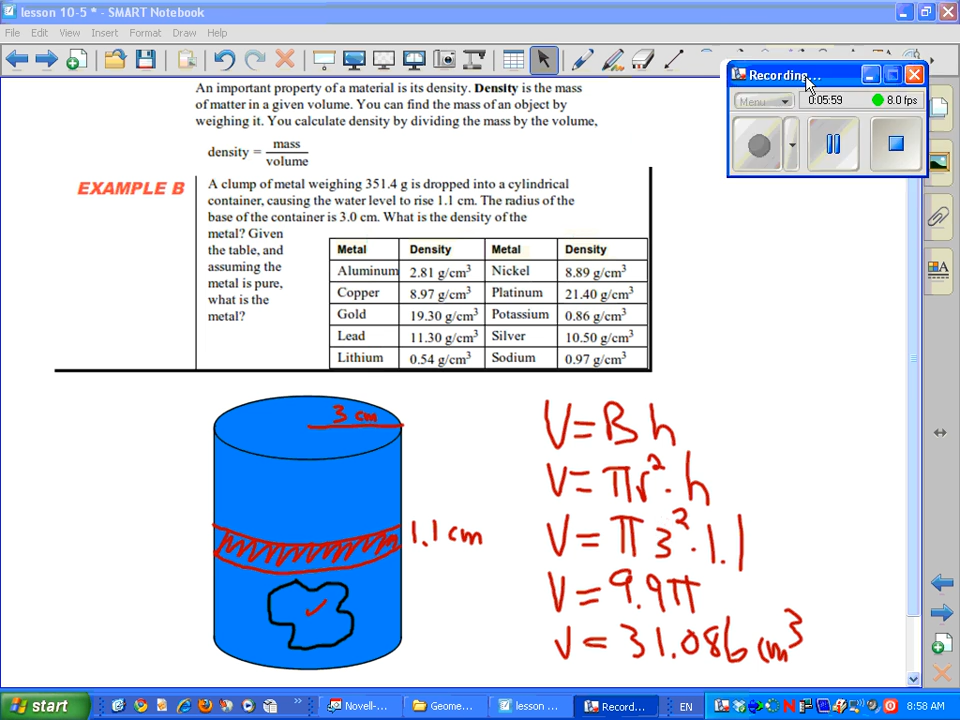 lesson 10-5 * - SMART Notebook
File Edit View Insert Format Draw Help
Recording...
Menu
0:05:59
8.0 fps
An important property of a material is its density. Density is the mass
of matter in a given volume. You can find the mass of an object by
weighing it. You calculate density by dividing the mass by the volume,
density = mass
volume
EXAMPLE B
A clump of metal weighing 351.4 g is dropped into a cylindrical
container, causing the water level to rise 1.1 cm. The radius of the
base of the container is 3.0 cm. What is the density of the
metal? Given
the table, and
assuming the
metal is pure,
what is the
metal?
Metal Density Metal Density
Aluminum 2.81 g/cm³ Nickel 8.89 g/cm³
Copper 8.97 g/cm³ Platinum 21.40 g/cm³
Gold 19.30 g/cm³ Potassium 0.86 g/cm³
Lead 11.30 g/cm³ Silver 10.50 g/cm³
Lithium 0.54 g/cm³ Sodium 0.97 g/cm³
3 cm
1.1 cm
V=Bh
V=πr²·h
V=π3²·1.1
V=9.9π
V=31.086 cm³
start
Novell-...
Geome...
lesson ...
Record...
EN
8:58 AM